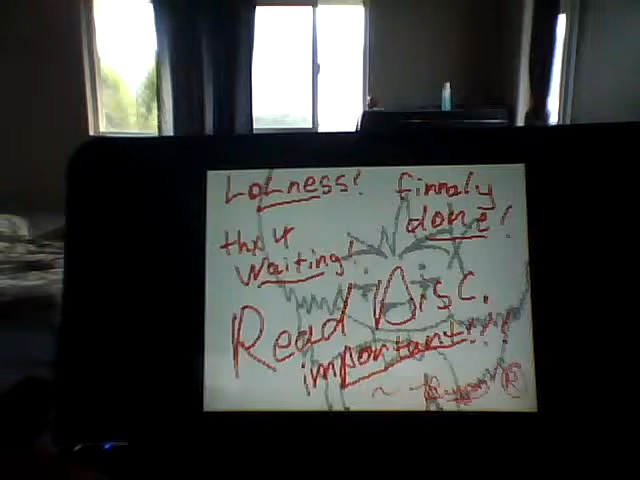 LoLness! finnaly
done!
thx 4
waiting!
Read Disc.
important!!!